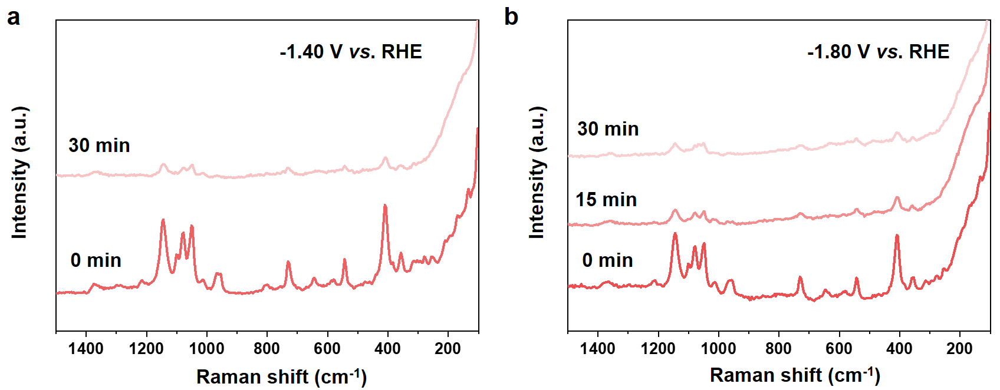 a
-1.40 V vs. RHE
30 min
0 min
Intensity (a.u.)
1400 1200 1000 800 600 400 200
Raman shift (cm⁻¹)
b
-1.80 V vs. RHE
30 min
15 min
0 min
Intensity (a.u.)
1400 1200 1000 800 600 400 200
Raman shift (cm⁻¹)